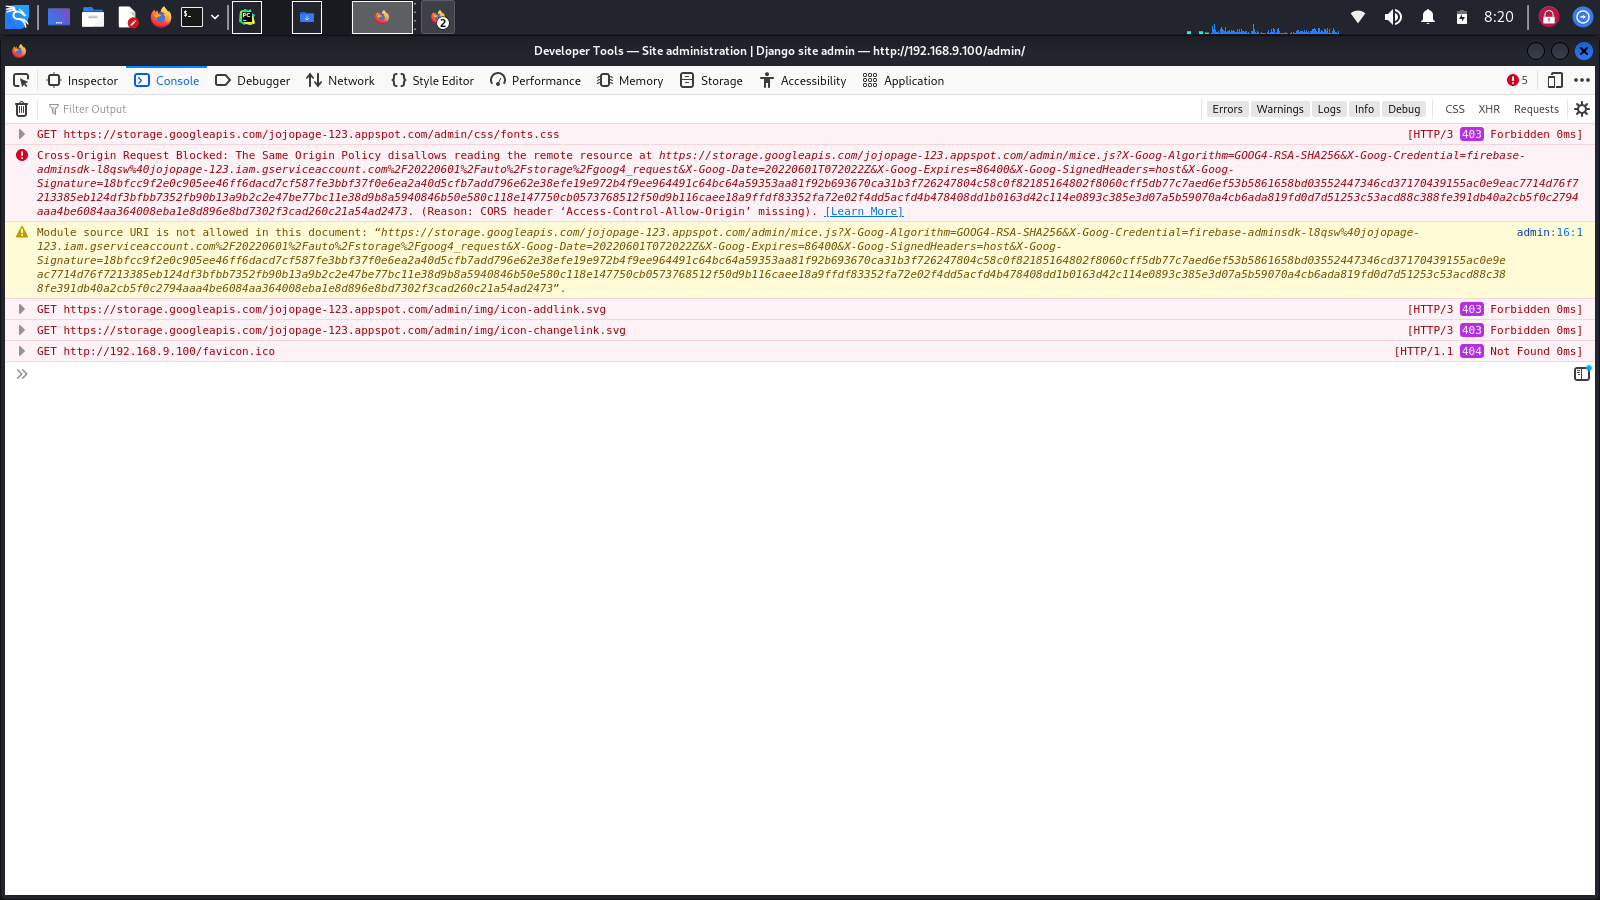 8:20
2
Developer Tools — Site administration | Django site admin — http://192.168.9.100/admin/
Inspector Console Debugger Network Style Editor Performance Memory Storage Accessibility Application 5
Filter Output Errors Warnings Logs Info Debug CSS XHR Requests
GET https://storage.googleapis.com/jojopage-123.appspot.com/admin/css/fonts.css [HTTP/3 403 Forbidden 0ms]
Cross-Origin Request Blocked: The Same Origin Policy disallows reading the remote resource at https://storage.googleapis.com/jojopage-123.appspot.com/admin/mice.js?X-Goog-Algorithm=GOOG4-RSA-SHA256&X-Goog-Credential=firebase-
adminsdk-l8qsw%40jojopage-123.iam.gserviceaccount.com%2F20220601%2Fauto%2Fstorage%2Fgoog4_request&X-Goog-Date=20220601T072022Z&X-Goog-Expires=86400&X-Goog-SignedHeaders=host&X-Goog-
Signature=18bfcc9f2e0c905ee46ff6dacd7cf587fe3bbf37f0e6ea2a40d5cfb7add796e62e38efe19e972b4f9ee964491c64bc64a59353aa81f92b693670ca31b3f726247804c58c0f82185164802f8060cff5db77c7aed6ef53b5861658bd03552447346cd37170439155ac0e9eac7714d76f7
213385eb124df3bfbb7352fb90b13a9b2c2e47be77bc11e38d9b8a5940846b50e580c118e147750cb0573768512f50d9b116caee18a9ffdf83352fa72e02f4dd5acfd4b478408dd1b0163d42c114e0893c385e3d07a5b59070a4cb6ada819fd0d7d51253c53acd88c388fe391db40a2cb5f0c2794
aaa4be6084aa364008eba1e8d896e8bd7302f3cad260c21a54ad2473. (Reason: CORS header ‘Access-Control-Allow-Origin’ missing). [Learn More]
Module source URI is not allowed in this document: “https://storage.googleapis.com/jojopage-123.appspot.com/admin/mice.js?X-Goog-Algorithm=GOOG4-RSA-SHA256&X-Goog-Credential=firebase-adminsdk-l8qsw%40jojopage- admin:16:1
123.iam.gserviceaccount.com%2F20220601%2Fauto%2Fstorage%2Fgoog4_request&X-Goog-Date=20220601T072022Z&X-Goog-Expires=86400&X-Goog-SignedHeaders=host&X-Goog-
Signature=18bfcc9f2e0c905ee46ff6dacd7cf587fe3bbf37f0e6ea2a40d5cfb7add796e62e38efe19e972b4f9ee964491c64bc64a59353aa81f92b693670ca31b3f726247804c58c0f82185164802f8060cff5db77c7aed6ef53b5861658bd03552447346cd37170439155ac0e9e
ac7714d76f7213385eb124df3bfbb7352fb90b13a9b2c2e47be77bc11e38d9b8a5940846b50e580c118e147750cb0573768512f50d9b116caee18a9ffdf83352fa72e02f4dd5acfd4b478408dd1b0163d42c114e0893c385e3d07a5b59070a4cb6ada819fd0d7d51253c53acd88c38
8fe391db40a2cb5f0c2794aaa4be6084aa364008eba1e8d896e8bd7302f3cad260c21a54ad2473”.
GET https://storage.googleapis.com/jojopage-123.appspot.com/admin/img/icon-addlink.svg [HTTP/3 403 Forbidden 0ms]
GET https://storage.googleapis.com/jojopage-123.appspot.com/admin/img/icon-changelink.svg [HTTP/3 403 Forbidden 0ms]
GET http://192.168.9.100/favicon.ico [HTTP/1.1 404 Not Found 0ms]